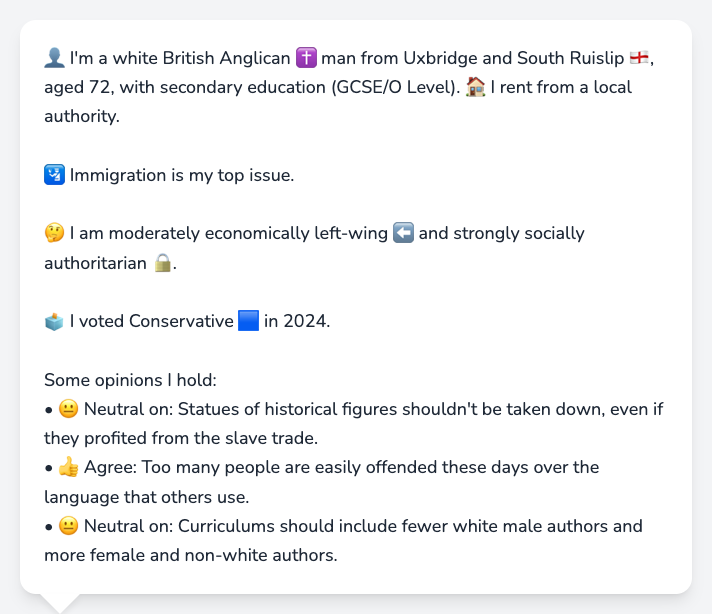 👤 I'm a white British Anglican ✝️ man from Uxbridge and South Ruislip 🏴󠁧󠁢󠁥󠁮󠁧󠁿,
aged 72, with secondary education (GCSE/O Level). 🏠 I rent from a local
authority.
🛂 Immigration is my top issue.
🤔 I am moderately economically left-wing ⬅️ and strongly socially
authoritarian 🔒.
🗳️ I voted Conservative 🟦 in 2024.
Some opinions I hold:
• 😐 Neutral on: Statues of historical figures shouldn't be taken down, even if
they profited from the slave trade.
• 👍 Agree: Too many people are easily offended these days over the
language that others use.
• 😐 Neutral on: Curriculums should include fewer white male authors and
more female and non-white authors.